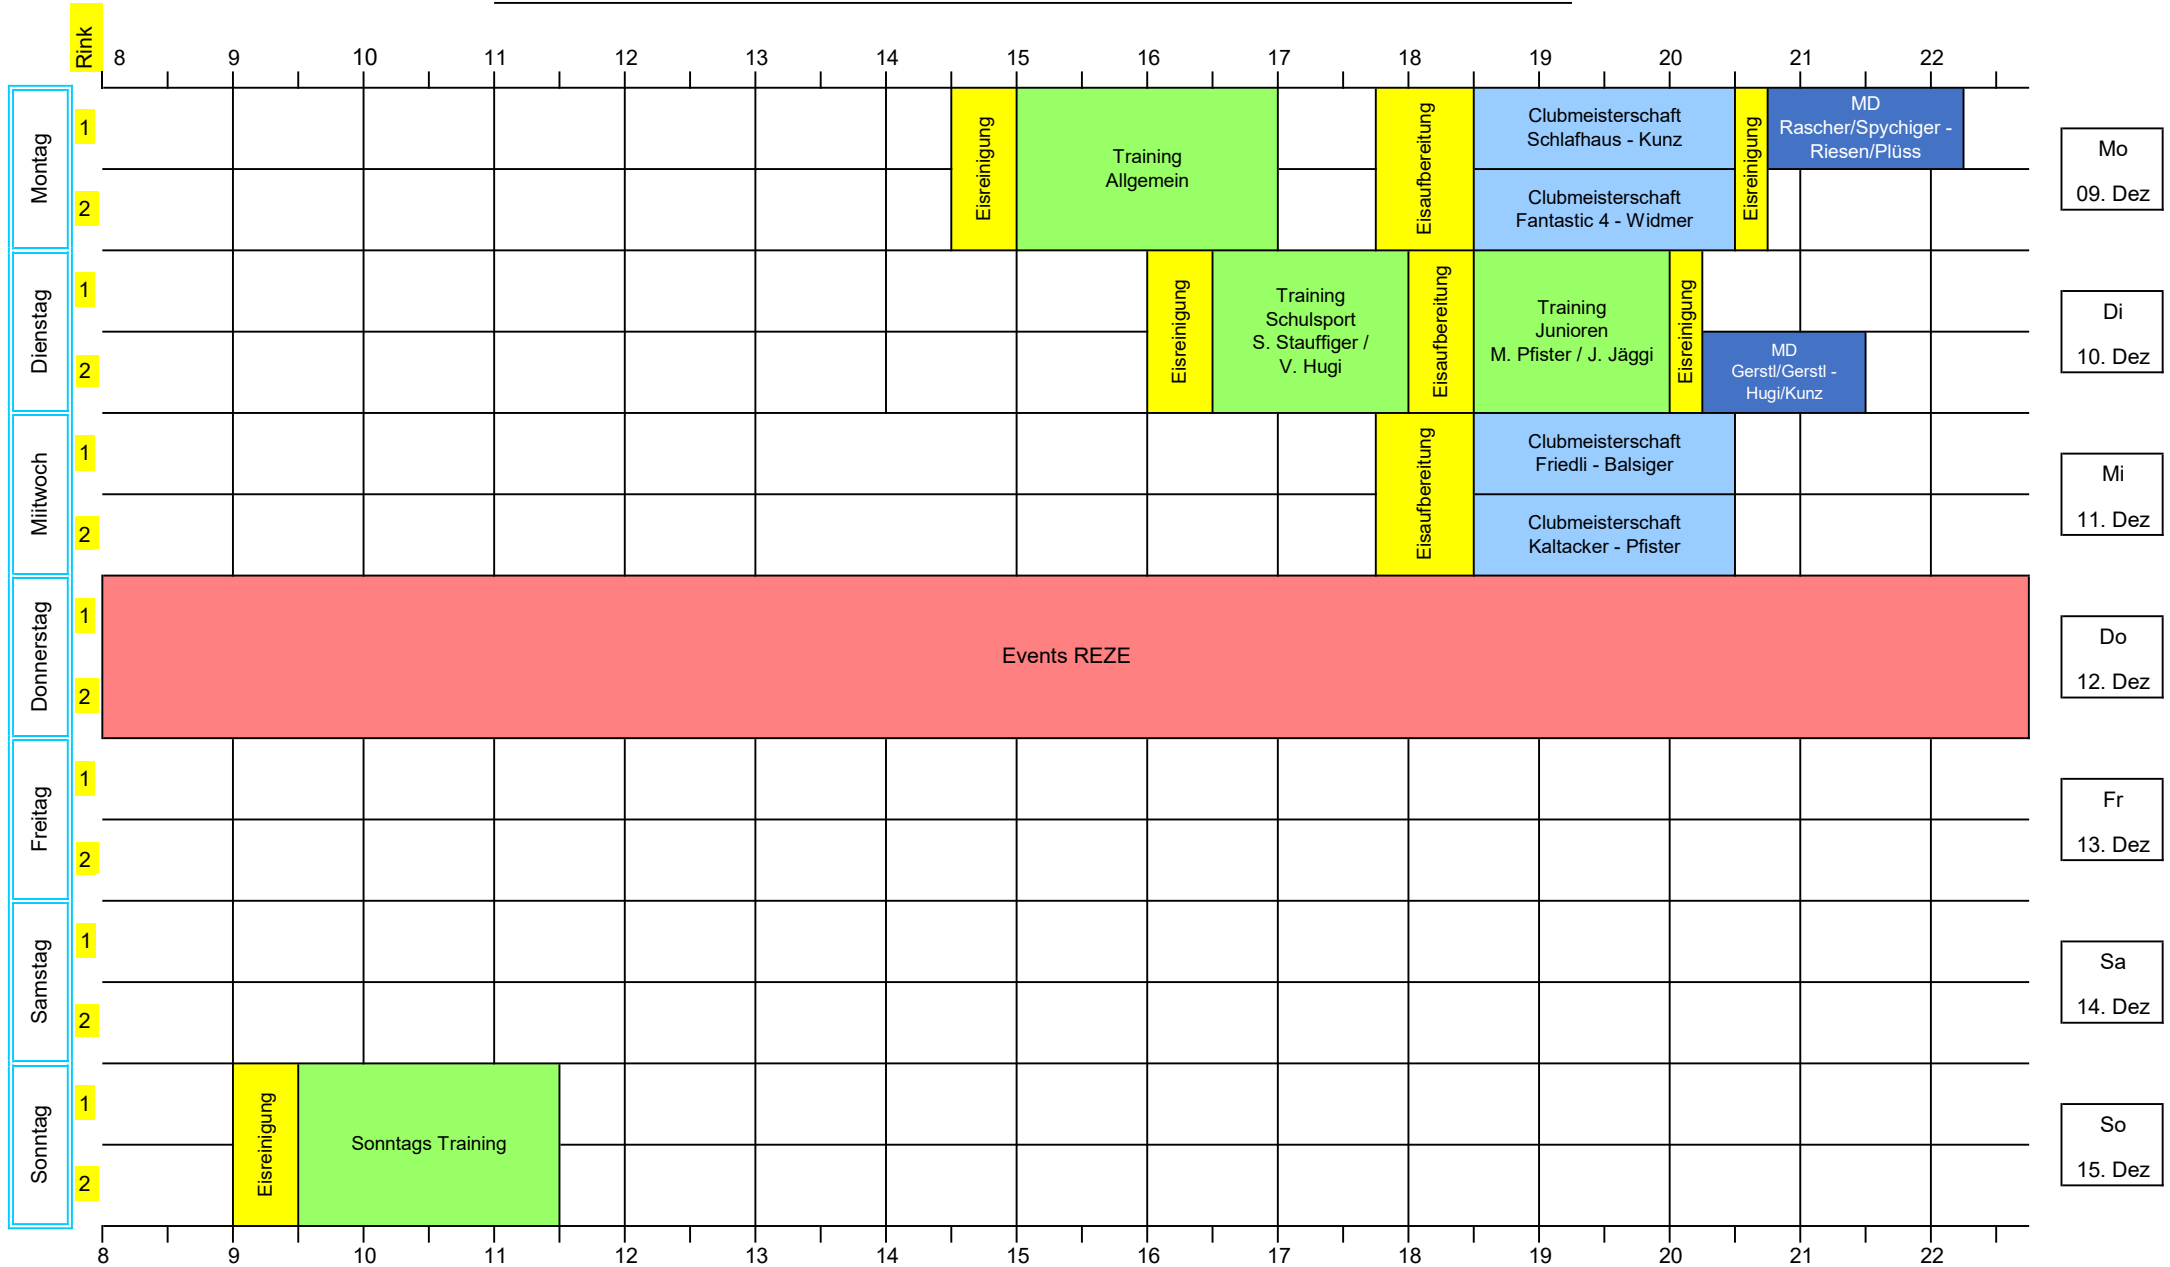 Rink
8 9 10 11 12 13 14 15 16 17 18 19 20 21 22
Montag
1
2
Eisreinigung
Training
Allgemein
Eisaufbereitung
Clubmeisterschaft
Schlafhaus - Kunz
Clubmeisterschaft
Fantastic 4 - Widmer
Eisreinigung
MD
Rascher/Spychiger -
Riesen/Plüss
Mo
09. Dez
Dienstag
1
2
Eisreinigung
Training
Schulsport
S. Stauffiger /
V. Hugi
Eisaufbereitung
Training
Junioren
M. Pfister / J. Jäggi
Eisreinigung
MD
Gerstl/Gerstl -
Hugi/Kunz
Di
10. Dez
Miitwoch
1
2
Eisaufbereitung
Clubmeisterschaft
Friedli - Balsiger
Clubmeisterschaft
Kaltacker - Pfister
Mi
11. Dez
Donnerstag
1
2
Events REZE
Do
12. Dez
Freitag
1
2
Fr
13. Dez
Samstag
1
2
Sa
14. Dez
Sonntag
1
2
Eisreinigung
Sonntags Training
So
15. Dez
8 9 10 11 12 13 14 15 16 17 18 19 20 21 22